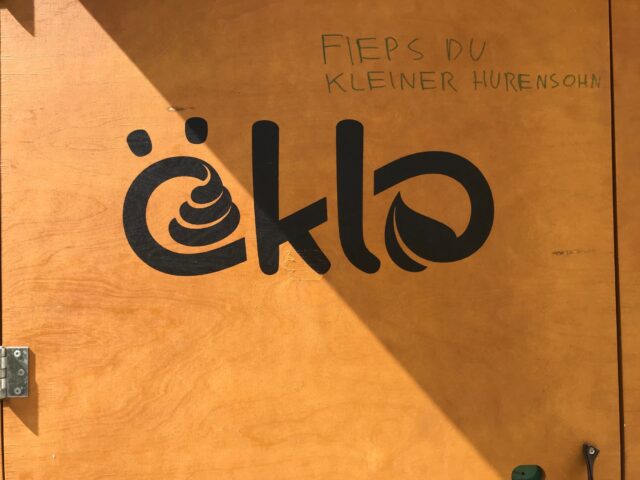 FIEPS DU
KLEINER HURENSOHN
öklo